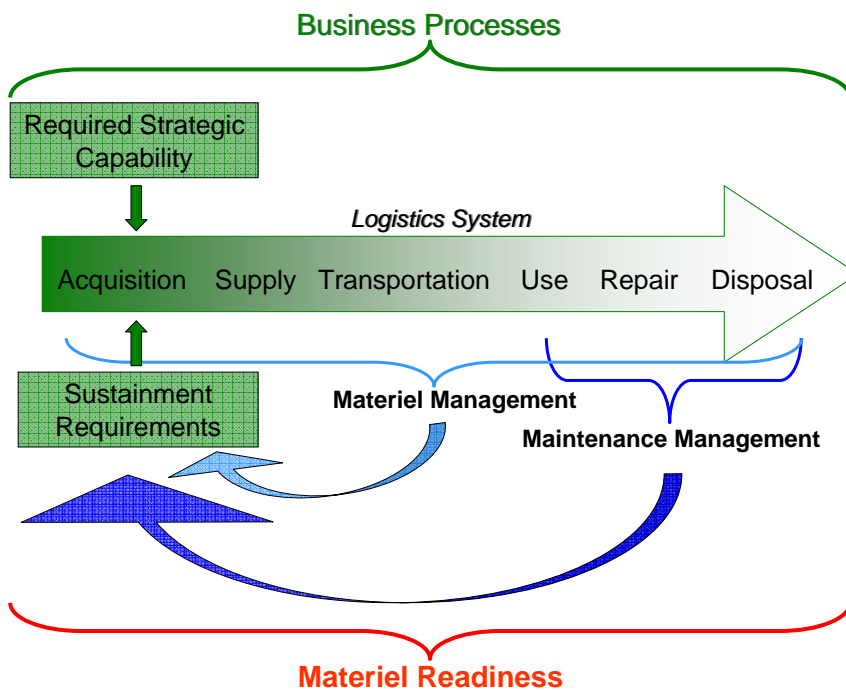 Business Processes
Required Strategic
Capability
Logistics System
Acquisition Supply Transportation Use Repair Disposal
Sustainment
Requirements
Materiel Management
Maintenance Management
Materiel Readiness